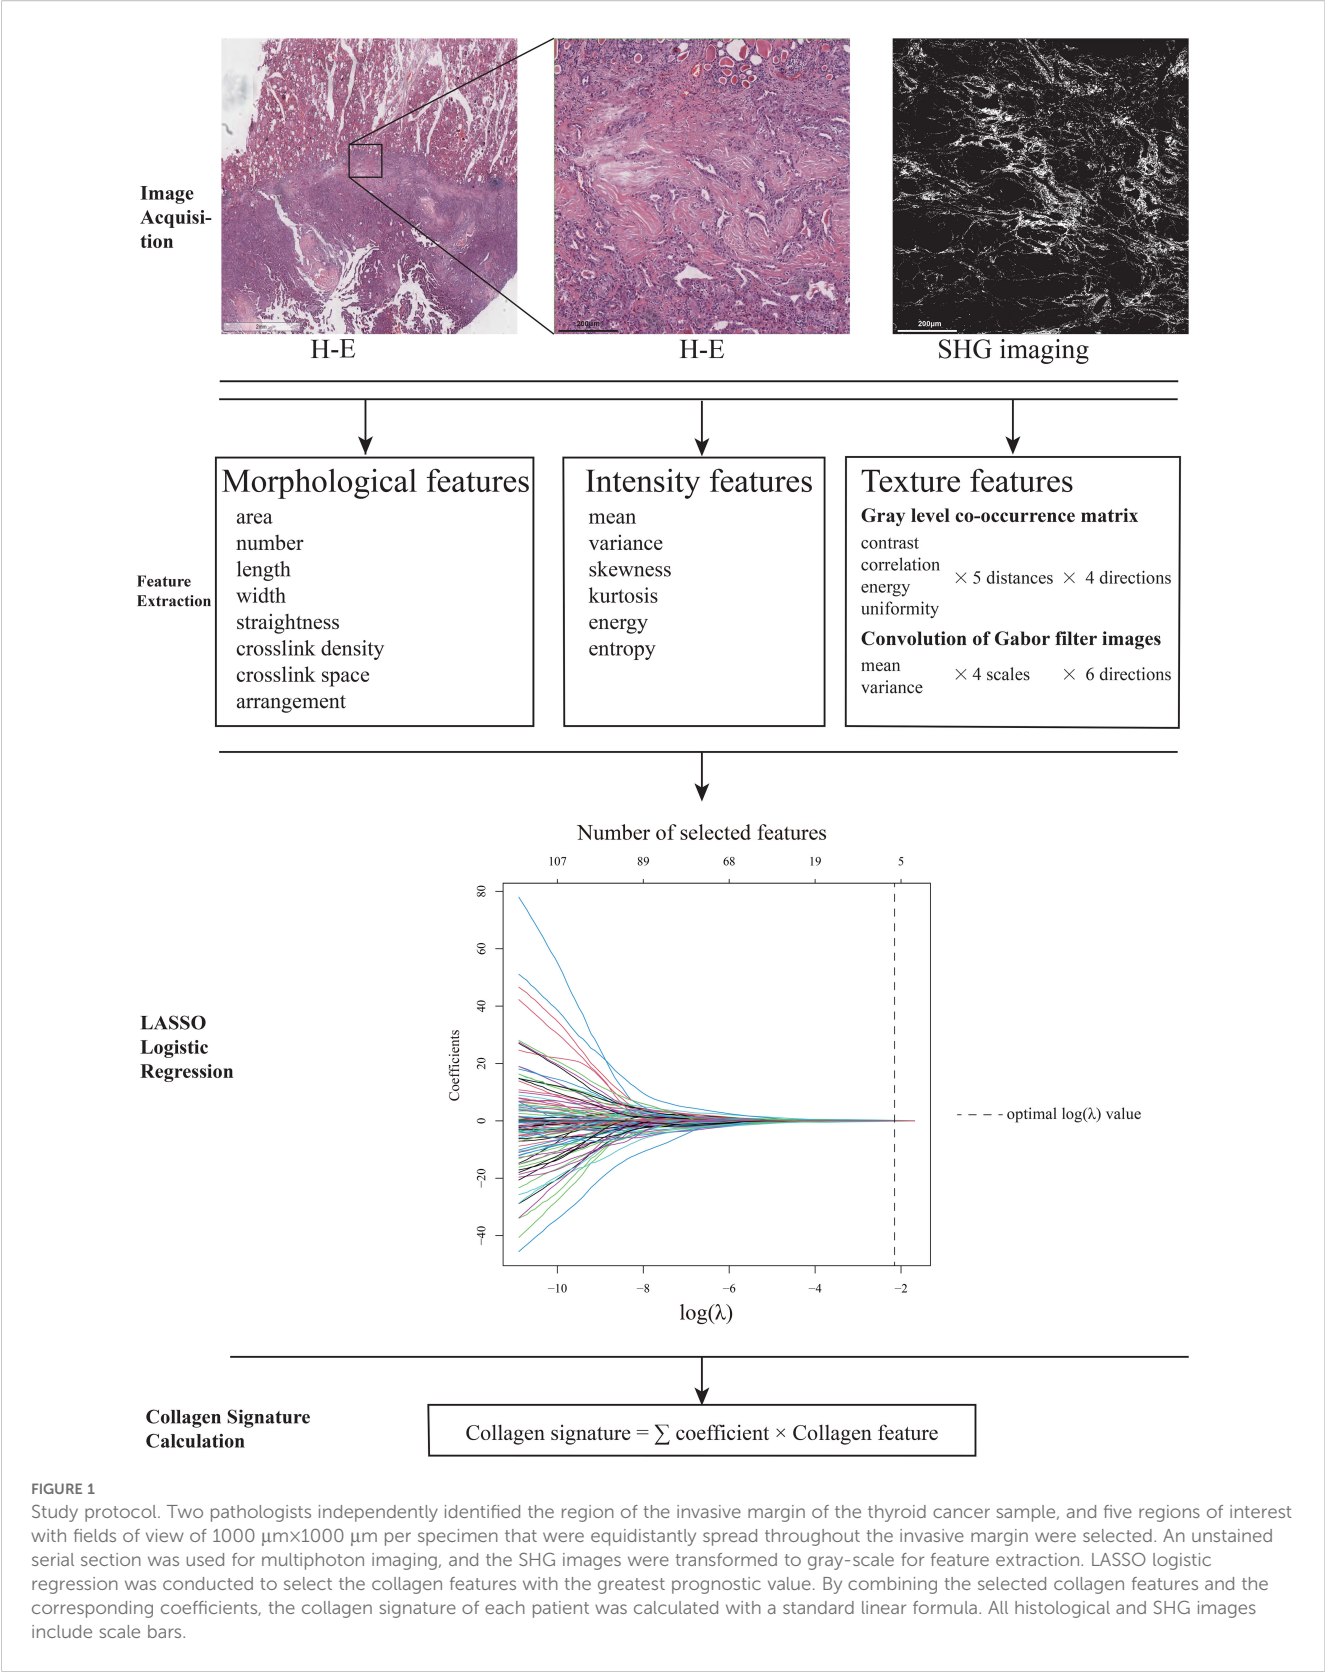 Image
Acquisi-
tion
2mm
200µm
200µm
H-E
H-E
SHG imaging
Feature
Extraction
Morphological features
area
number
length
width
straightness
crosslink density
crosslink space
arrangement
Intensity features
mean
variance
skewness
kurtosis
energy
entropy
Texture features
Gray level co-occurrence matrix
contrast
correlation
energy
uniformity
× 5 distances × 4 directions
Convolution of Gabor filter images
mean
variance
× 4 scales × 6 directions
LASSO
Logistic
Regression
Number of selected features
107 89 68 19 5
Coefficients
80
60
40
20
0
−20
−40
−10 −8 −6 −4 −2
log(λ)
optimal log(λ) value
Collagen Signature
Calculation
Collagen signature = ∑ coefficient × Collagen feature
FIGURE 1
Study protocol. Two pathologists independently identified the region of the invasive margin of the thyroid cancer sample, and five regions of interest
with fields of view of 1000 µm×1000 µm per specimen that were equidistantly spread throughout the invasive margin were selected. An unstained
serial section was used for multiphoton imaging, and the SHG images were transformed to gray-scale for feature extraction. LASSO logistic
regression was conducted to select the collagen features with the greatest prognostic value. By combining the selected collagen features and the
corresponding coefficients, the collagen signature of each patient was calculated with a standard linear formula. All histological and SHG images
include scale bars.